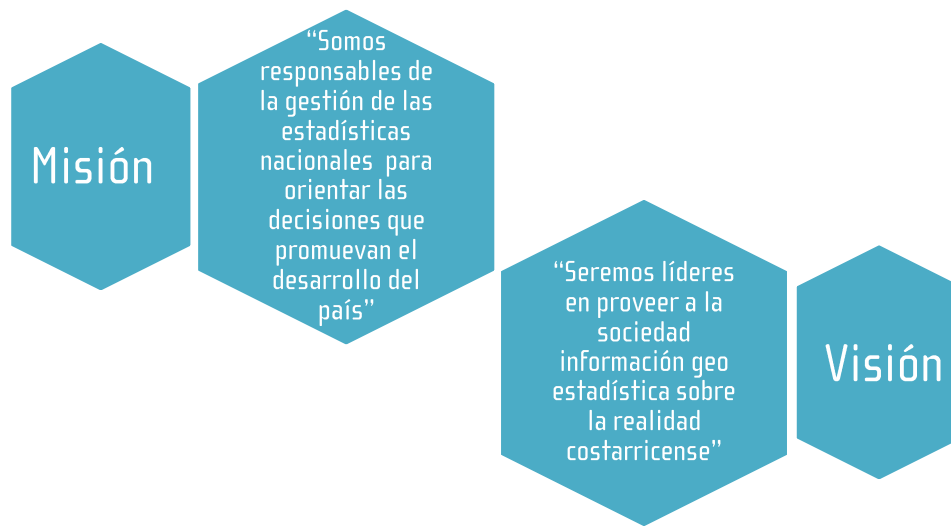 Misión
“Somos
responsables de
la gestión de las
estadísticas
nacionales para
orientar las
decisiones que
promuevan el
desarrollo del
país”
“Seremos líderes
en proveer a la
sociedad
información geo
estadística sobre
la realidad
costarricense”
Visión